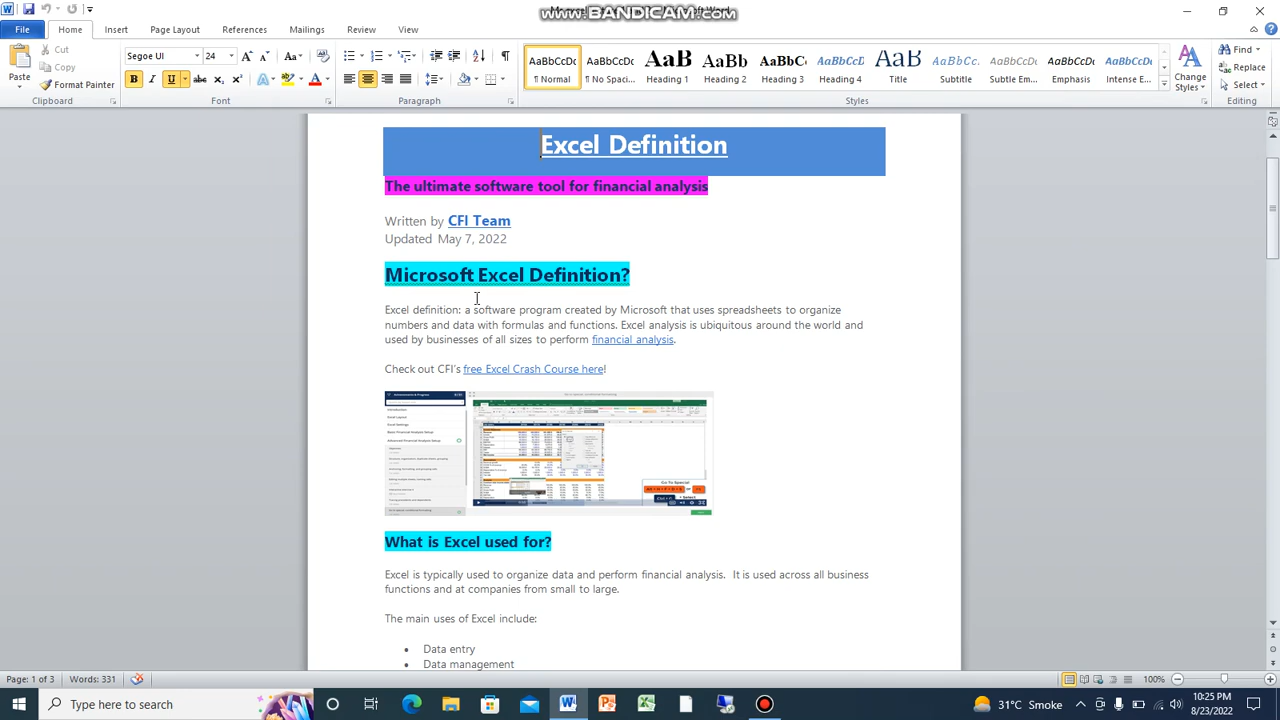 www.BANDICAM.com
File
Home
Insert
Page Layout
References
Mailings
Review
View
Paste
Cut
Copy
Format Painter
Clipboard
Segoe UI
24
Font
Paragraph
AaBbCcDc
¶ Normal
AaBbCcDc
¶ No Spaci...
AaB
Heading 1
AaBb
Heading 2
AaBbCc
Heading 3
AaBbCcL
Heading 4
AaB
Title
AaBbCc.
Subtitle
AaBbCcDc
Subtle Em...
AaBbCcDc
Emphasis
AaBbCcDc
Intense E...
Styles
Change
Styles
Find
Replace
Select
Editing
Excel Definition
The ultimate software tool for financial analysis
Written by CFI Team
Updated May 7, 2022
Microsoft Excel Definition?
Excel definition: a software program created by Microsoft that uses spreadsheets to organize
numbers and data with formulas and functions. Excel analysis is ubiquitous around the world and
used by businesses of all sizes to perform financial analysis.
Check out CFI's free Excel Crash Course here!
Go To Special
What is Excel used for?
Excel is typically used to organize data and perform financial analysis.  It is used across all business
functions and at companies from small to large.
The main uses of Excel include:
• Data entry
• Data management
Page: 1 of 3
Words: 331
100%
Type here to search
31°C Smoke
10:25 PM
8/23/2022